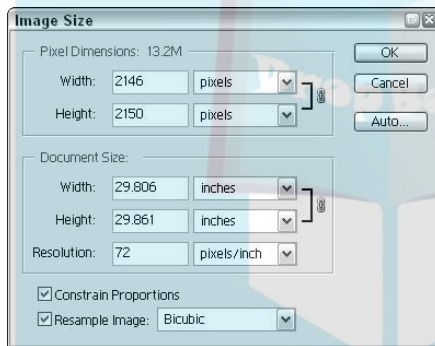 Image Size
Pixel Dimensions: 13.2M
OK
Width: 2146 pixels
Cancel
Height: 2150 pixels
Auto...
Document Size:
Width: 29.806 inches
Height: 29.861 inches
Resolution: 72 pixels/inch
Constrain Proportions
Resample Image: Bicubic
Drop